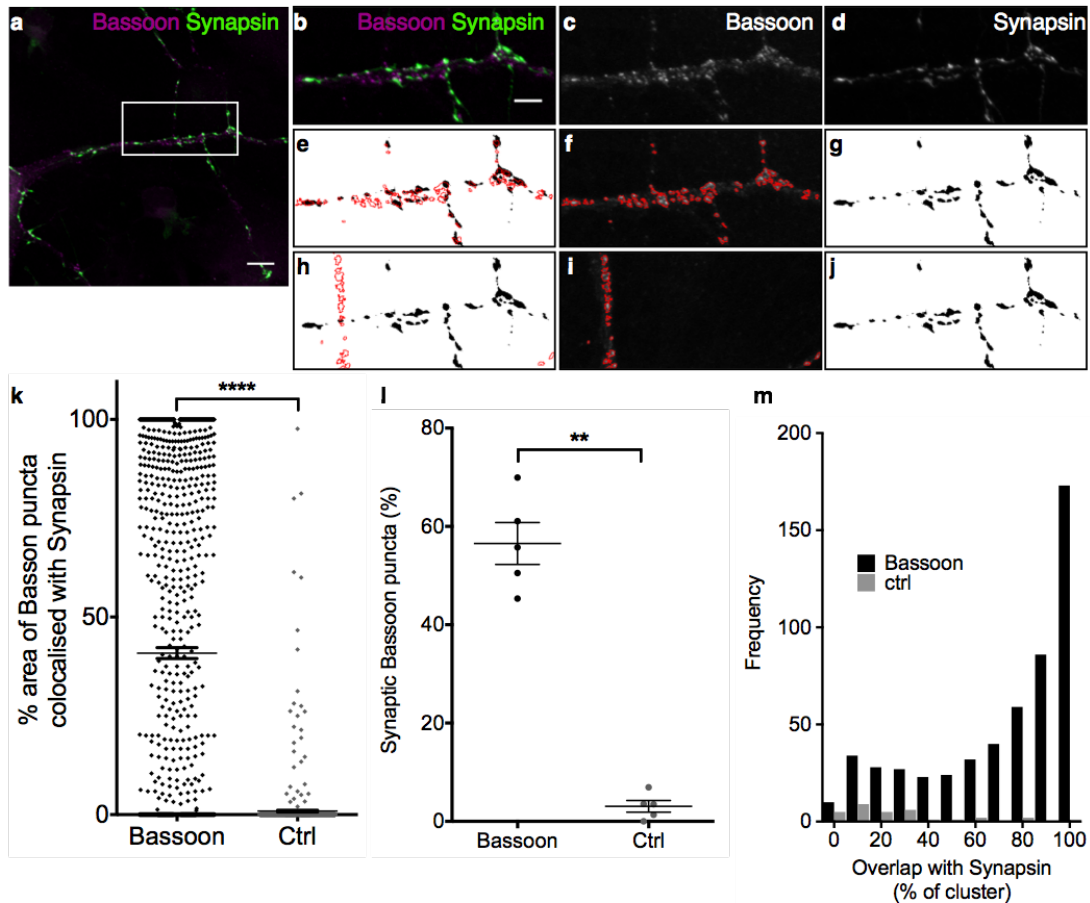 a Bassoon Synapsin
b Bassoon Synapsin
c Bassoon
d Synapsin
e
f
g
h
i
j
k
****
100
50
0
% area of Basson puncta
colocalised with Synapsin
Bassoon Ctrl
l
**
80
60
40
20
0
Synaptic Bassoon puncta (%)
Bassoon Ctrl
m
200
150
100
50
0
Frequency
Bassoon
ctrl
0 20 40 60 80 100
Overlap with Synapsin
(% of cluster)